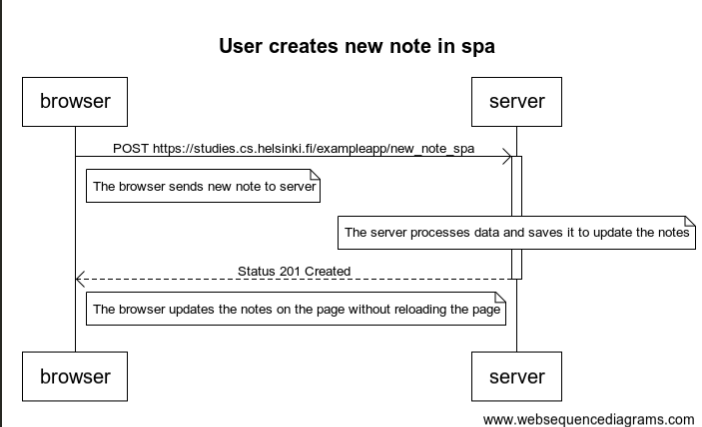 User creates new note in spa
browser
server
POST https://studies.cs.helsinki.fi/exampleapp/new_note_spa
The browser sends new note to server
The server processes data and saves it to update the notes
Status 201 Created
The browser updates the notes on the page without reloading the page
browser
server
www.websequencediagrams.com